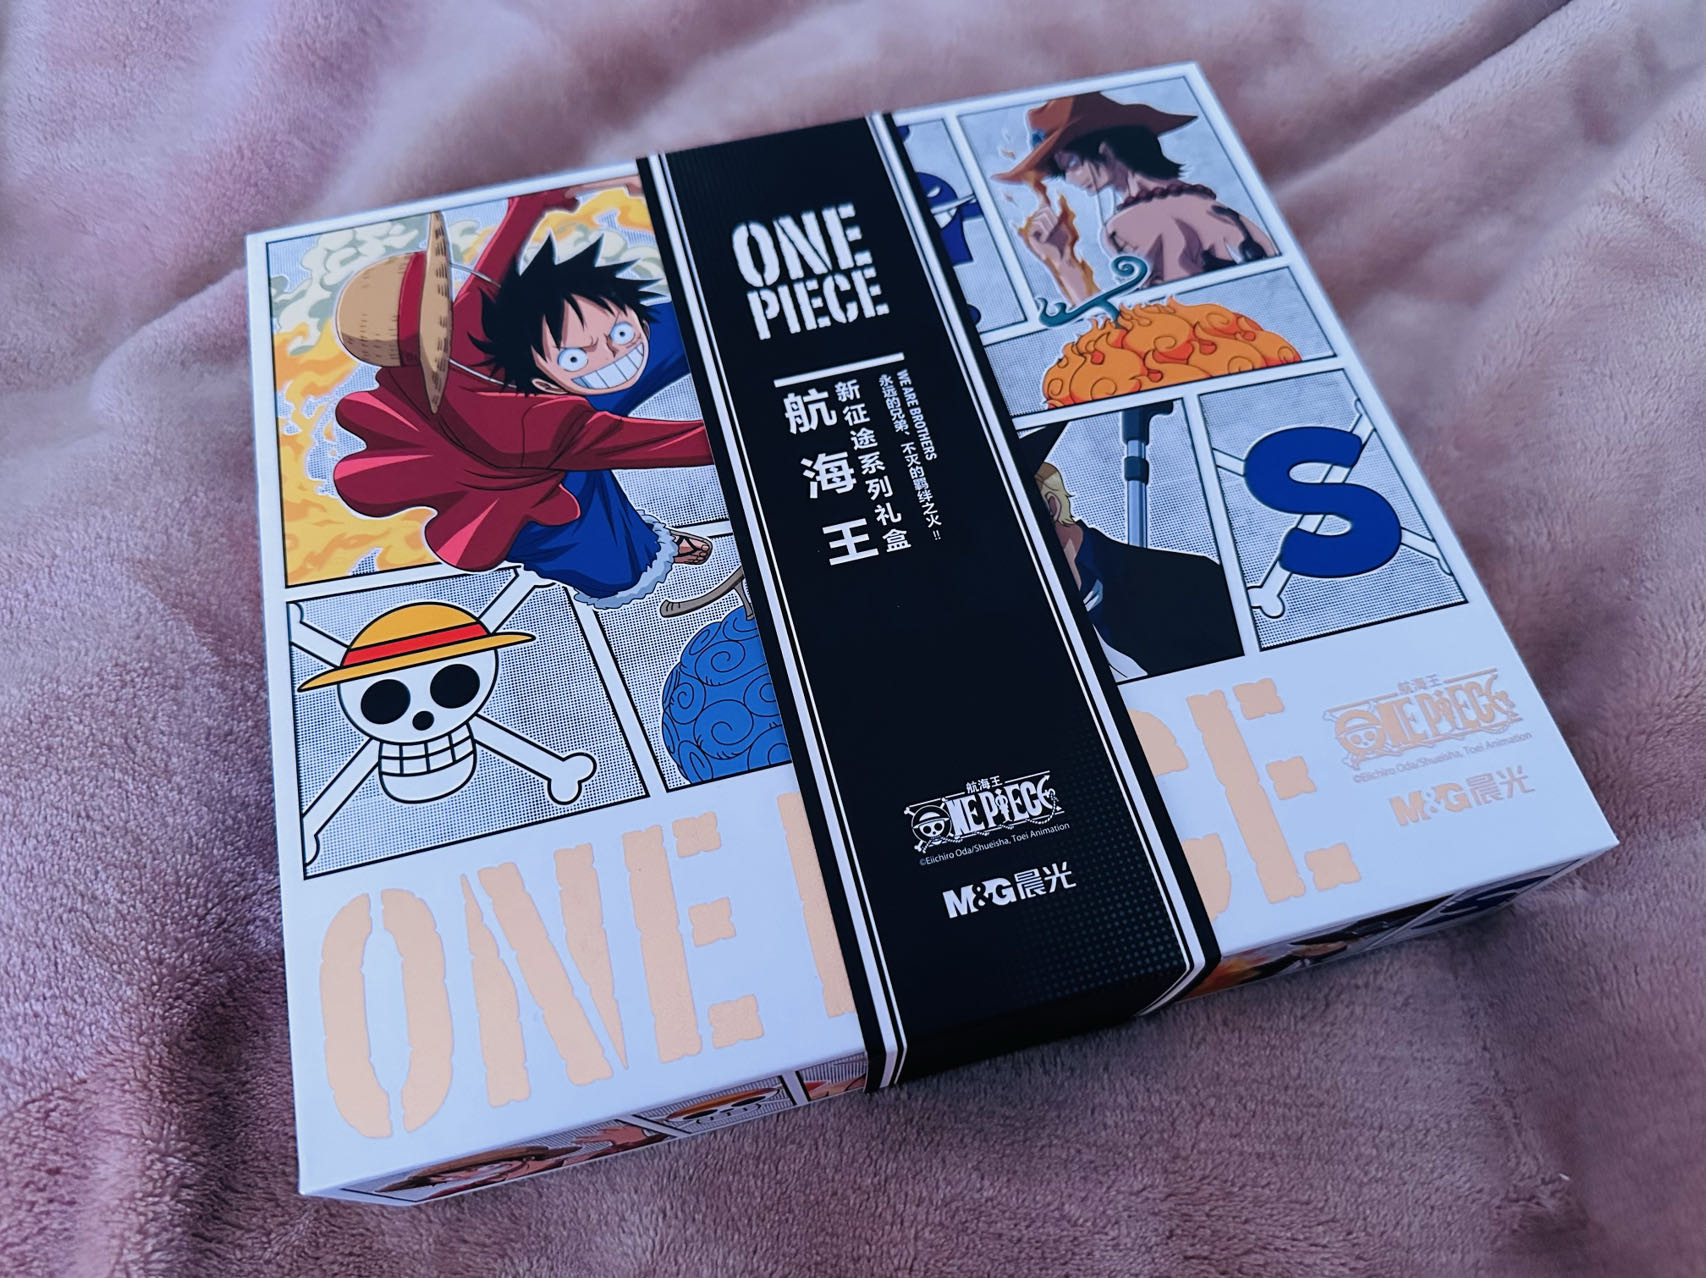 ONE
PIECE
航海王
新征途系列礼盒
WE ARE BROTHERS
永远的兄弟、不灭的羁绊之火!!
S
航海王
ONE PIECE
©Eiichiro Oda/Shueisha, Toei Animation
M&G晨光
航海王
ONE PIECE
©Eiichiro Oda/Shueisha, Toei Animation
M&G晨光
ONE
CE